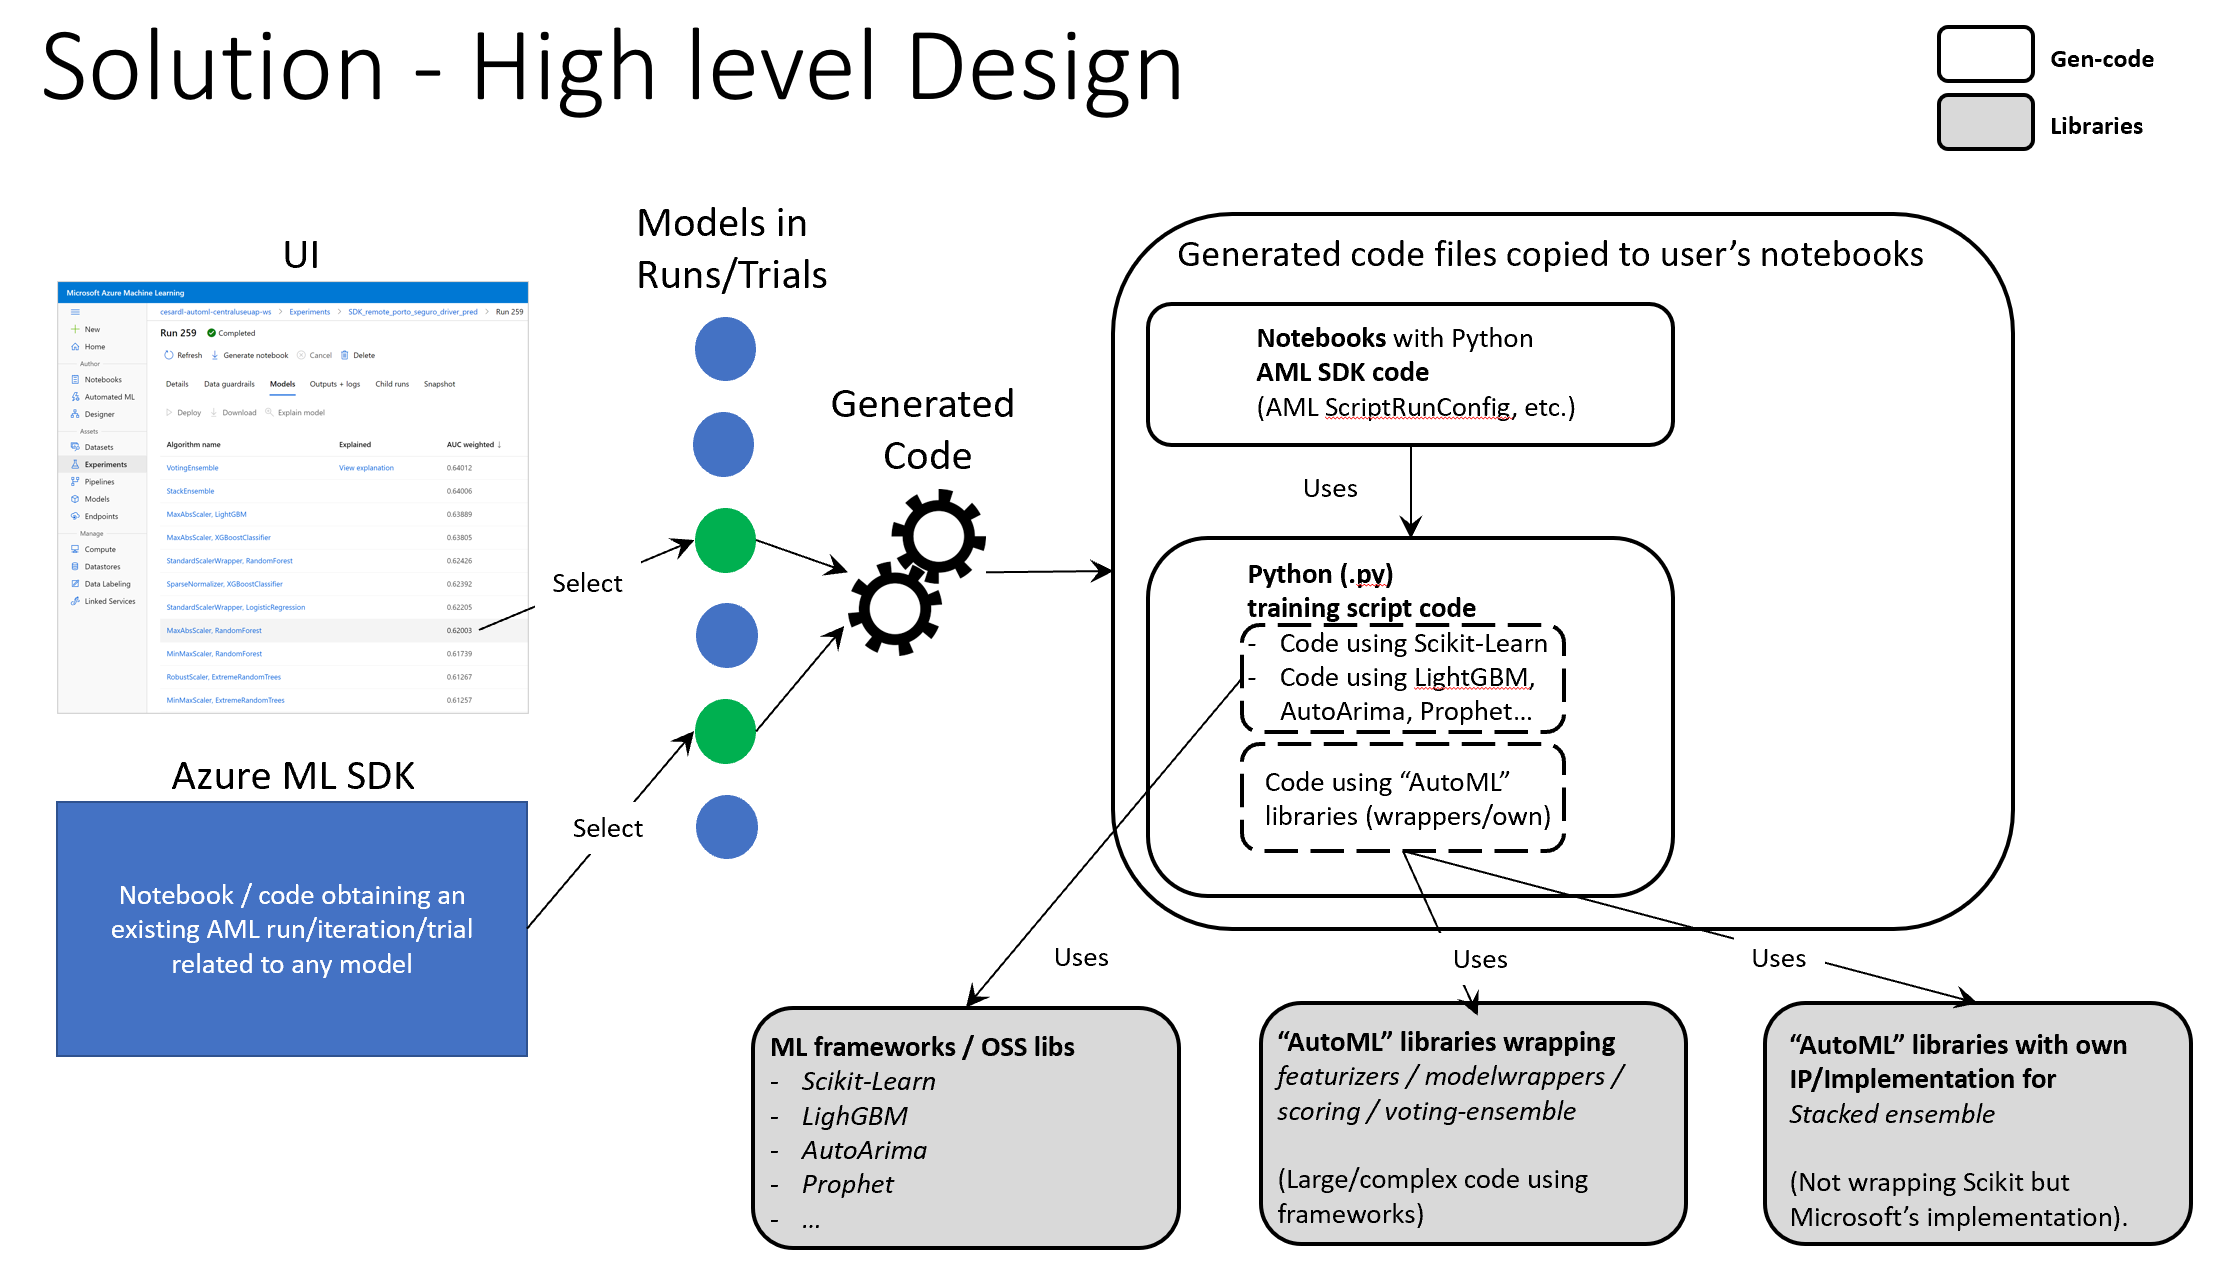 Solution - High level Design
Gen-code
Libraries
UI
Microsoft Azure Machine Learning
New
Home
Author
Notebooks
Automated ML
Designer
Assets
Datasets
Experiments
Pipelines
Models
Endpoints
Manage
Compute
Datastores
Data Labeling
Linked Services
cesardl-automl-centraluseuap-ws > Experiments > SDK_remote_porto_seguro_driver_pred > Run 259
Run 259 Completed
Refresh Generate notebook Cancel Delete
Details Data guardrails Models Outputs + logs Child runs Snapshot
Deploy Download Explain model
Algorithm name Explained AUC weighted ↓
VotingEnsemble View explanation 0.64012
StackEnsemble 0.64006
MaxAbsScaler, LightGBM 0.63889
MaxAbsScaler, XGBoostClassifier 0.63805
StandardScalerWrapper, RandomForest 0.62426
SparseNormalizer, XGBoostClassifier 0.62392
StandardScalerWrapper, LogisticRegression 0.62205
MaxAbsScaler, RandomForest 0.62003
MinMaxScaler, RandomForest 0.61739
RobustScaler, ExtremeRandomTrees 0.61267
MinMaxScaler, ExtremeRandomTrees 0.61257
Azure ML SDK
Notebook / code obtaining an
existing AML run/iteration/trial
related to any model
Select
Select
Models in
Runs/Trials
Generated
Code
Generated code files copied to user’s notebooks
Notebooks with Python
AML SDK code
(AML ScriptRunConfig, etc.)
Uses
Python (.py)
training script code
- Code using Scikit-Learn
- Code using LightGBM,
AutoArima, Prophet...
Code using “AutoML”
libraries (wrappers/own)
Uses
Uses
Uses
ML frameworks / OSS libs
- Scikit-Learn
- LighGBM
- AutoArima
- Prophet
- ...
“AutoML” libraries wrapping
featurizers / modelwrappers /
scoring / voting-ensemble
(Large/complex code using
frameworks)
“AutoML” libraries with own
IP/Implementation for
Stacked ensemble
(Not wrapping Scikit but
Microsoft’s implementation).